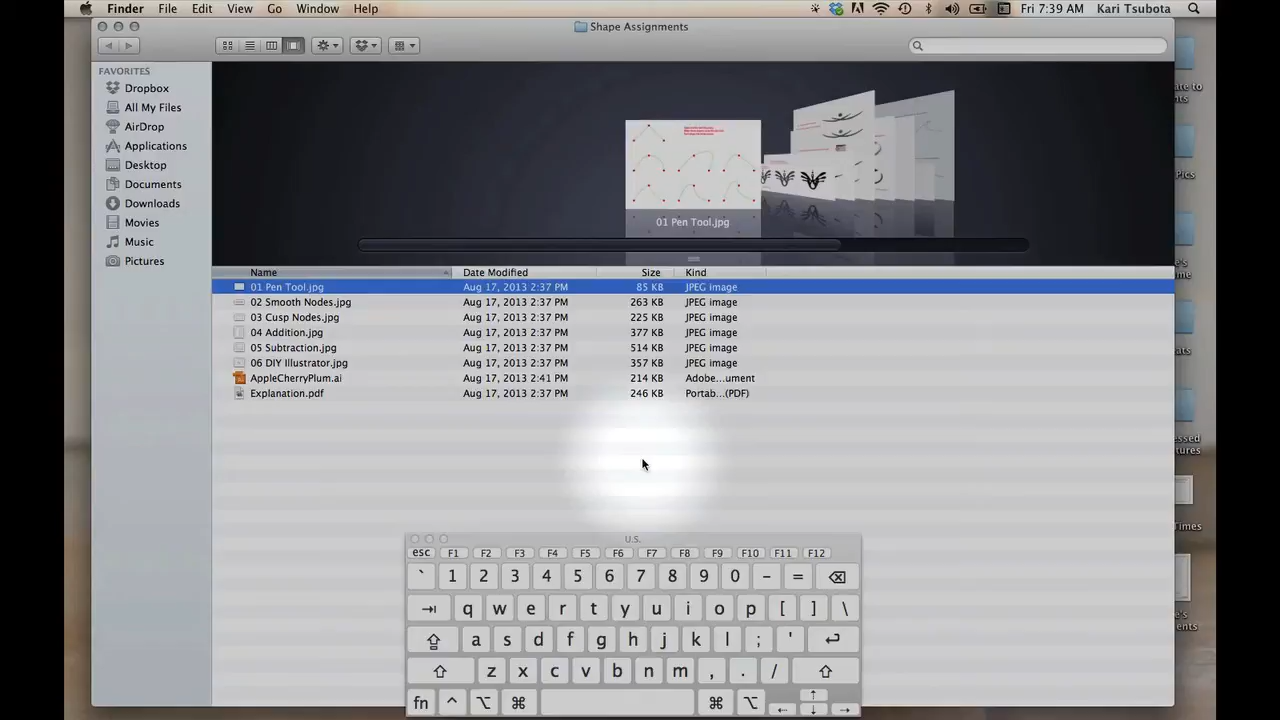 Finder File Edit View Go Window Help Fri 7:39 AM Kari Tsubota
Shape Assignments
FAVORITES
Dropbox
All My Files
AirDrop
Applications
Desktop
Documents
Downloads
Movies
Music
Pictures
01 Pen Tool.jpg
Name Date Modified Size Kind
01 Pen Tool.jpg Aug 17, 2013 2:37 PM 85 KB JPEG image
02 Smooth Nodes.jpg Aug 17, 2013 2:37 PM 263 KB JPEG image
03 Cusp Nodes.jpg Aug 17, 2013 2:37 PM 225 KB JPEG image
04 Addition.jpg Aug 17, 2013 2:37 PM 377 KB JPEG image
05 Subtraction.jpg Aug 17, 2013 2:37 PM 514 KB JPEG image
06 DIY Illustrator.jpg Aug 17, 2013 2:37 PM 357 KB JPEG image
AppleCherryPlum.ai Aug 17, 2013 2:41 PM 214 KB Adobe...ument
Explanation.pdf Aug 17, 2013 2:37 PM 246 KB Portab...(PDF)
U.S.
esc F1 F2 F3 F4 F5 F6 F7 F8 F9 F10 F11 F12
` 1 2 3 4 5 6 7 8 9 0 - = ⌫
⇥ q w e r t y u i o p [ ] \
⇪ a s d f g h j k l ; ' ↩
⇧ z x c v b n m , . / ⇧
fn ^ ⌥ ⌘ ⌘ ⌥ ← ↑ ↓ →
ate to
nts
Pics
's
ime
ats
essed
tures
Times
e's
ments